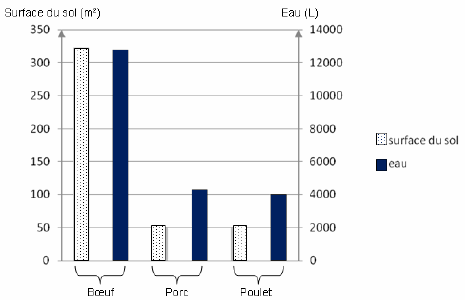 Surface du sol (m²)
Eau (L)
350
300
250
200
150
100
50
0
14000
12000
10000
8000
6000
4000
2000
0
surface du sol
eau
Bœuf
Porc
Poulet